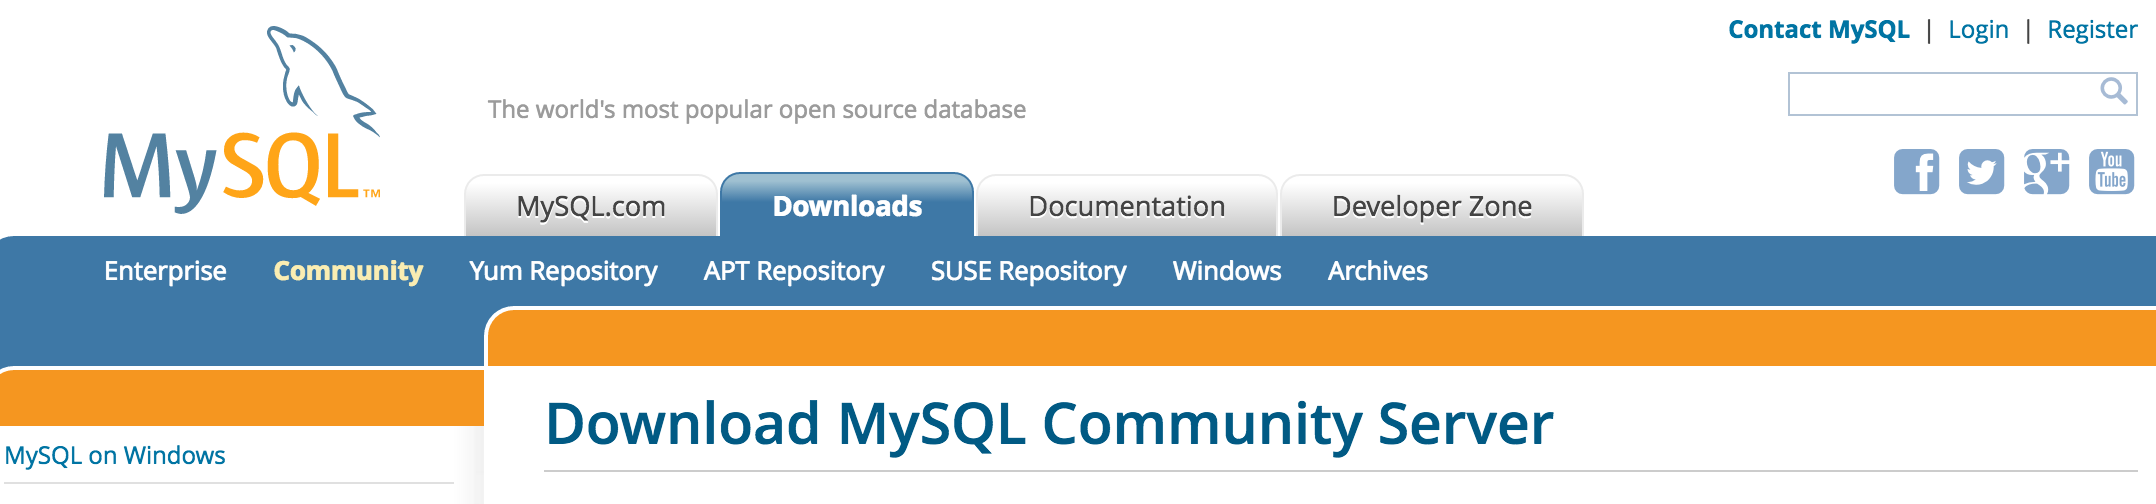 Contact MySQL | Login | Register
MySQL™
The world's most popular open source database
f g+ You Tube
MySQL.com Downloads Documentation Developer Zone
Enterprise Community Yum Repository APT Repository SUSE Repository Windows Archives
Download MySQL Community Server
MySQL on Windows